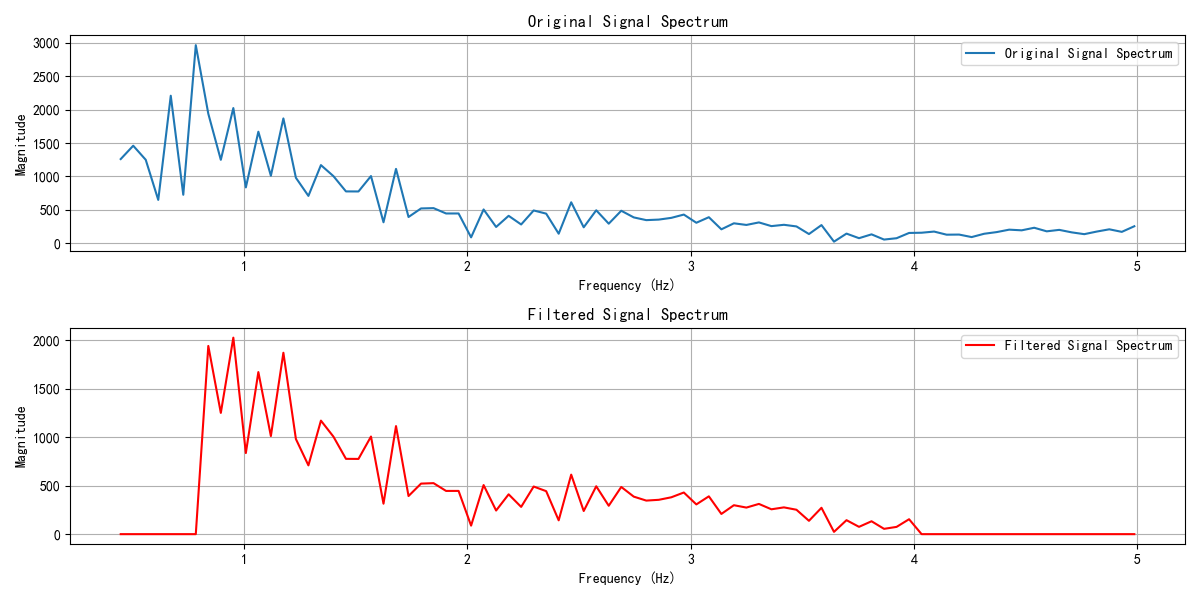 Original Signal Spectrum
Original Signal Spectrum
Magnitude
3000
2500
2000
1500
1000
500
0
1 2 3 4 5
Frequency (Hz)
Filtered Signal Spectrum
Filtered Signal Spectrum
Magnitude
2000
1500
1000
500
0
1 2 3 4 5
Frequency (Hz)